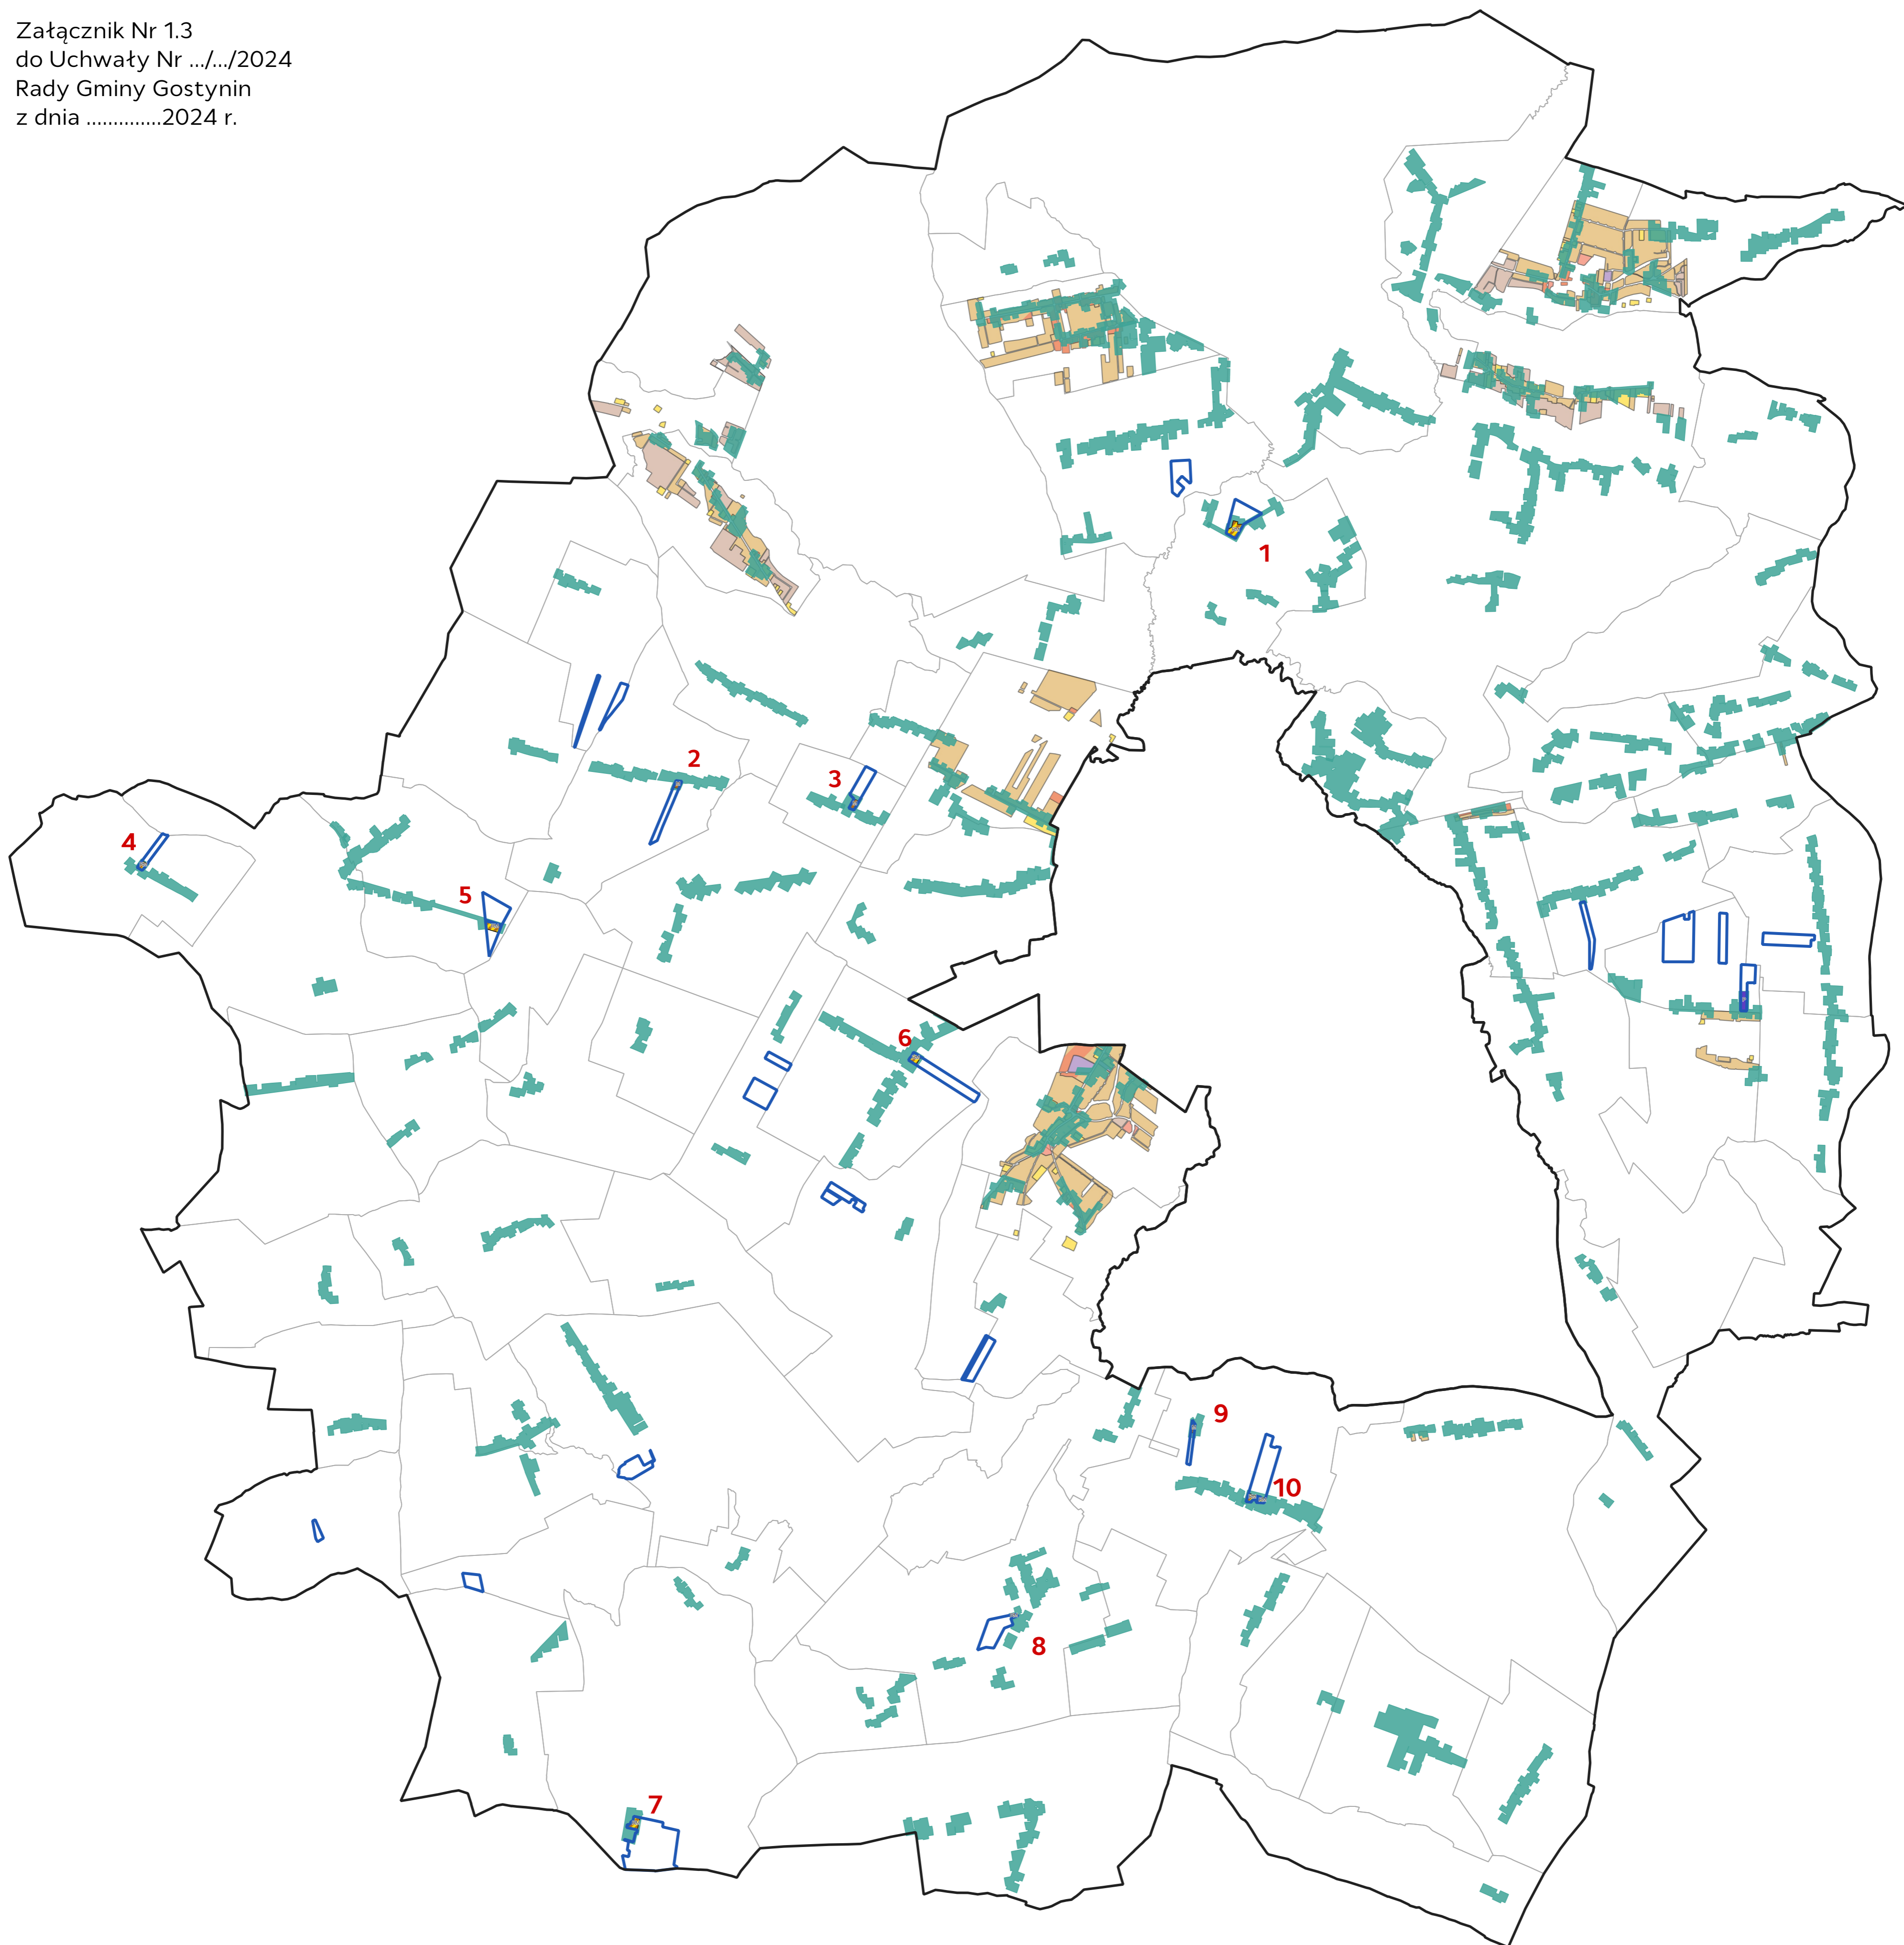 Załącznik Nr 1.3
do Uchwały Nr .../.../2024
Rady Gminy Gostynin
z dnia ..............2024 r.
1
2
3
4
5
6
9
10
8
7